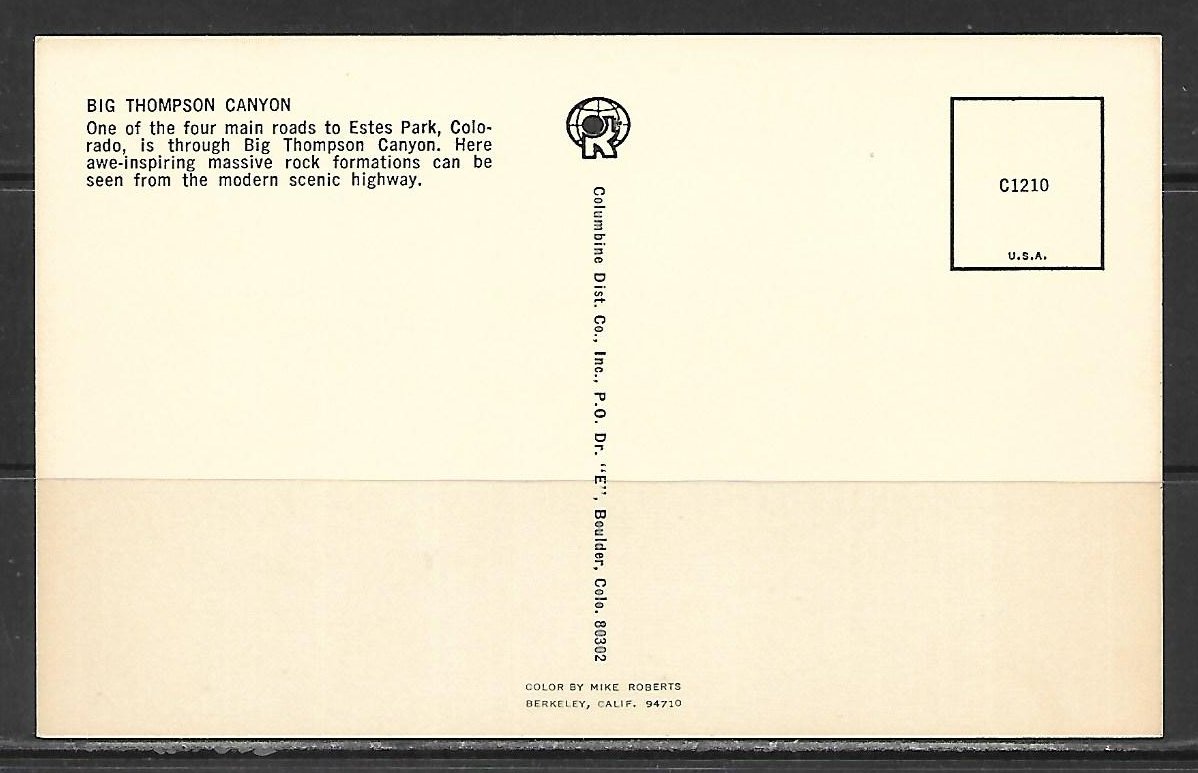 BIG THOMPSON CANYON
One of the four main roads to Estes Park, Colo-
rado, is through Big Thompson Canyon. Here
awe-inspiring massive rock formations can be
seen from the modern scenic highway.
R
Columbine Dist. Co., Inc., P.O. Dr. "E", Boulder, Colo. 80302
C1210
U.S.A.
COLOR BY MIKE ROBERTS
BERKELEY, CALIF. 94710